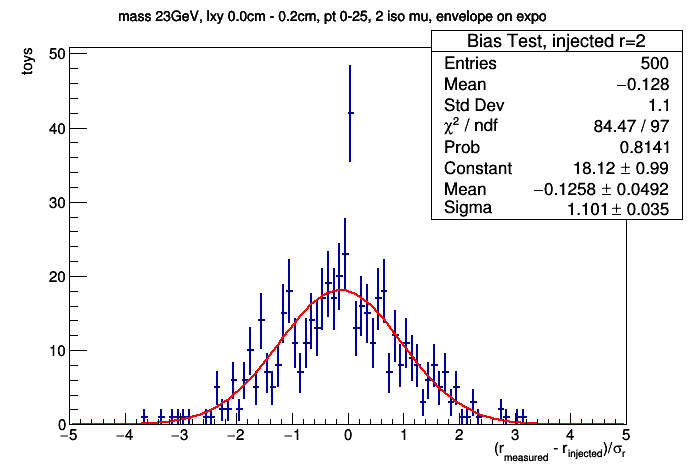 mass 23GeV, lxy 0.0cm - 0.2cm, pt 0-25, 2 iso mu, envelope on expo
Bias Test, injected r=2
Entries 500
Mean −0.128
Std Dev 1.1
χ² / ndf 84.47 / 97
Prob 0.8141
Constant 18.12 ± 0.99
Mean −0.1258 ± 0.0492
Sigma 1.101 ± 0.035
toys
50
40
30
20
10
0
−5 −4 −3 −2 −1 0 1 2 3 4 5
(r_measured - r_injected)/σ_r